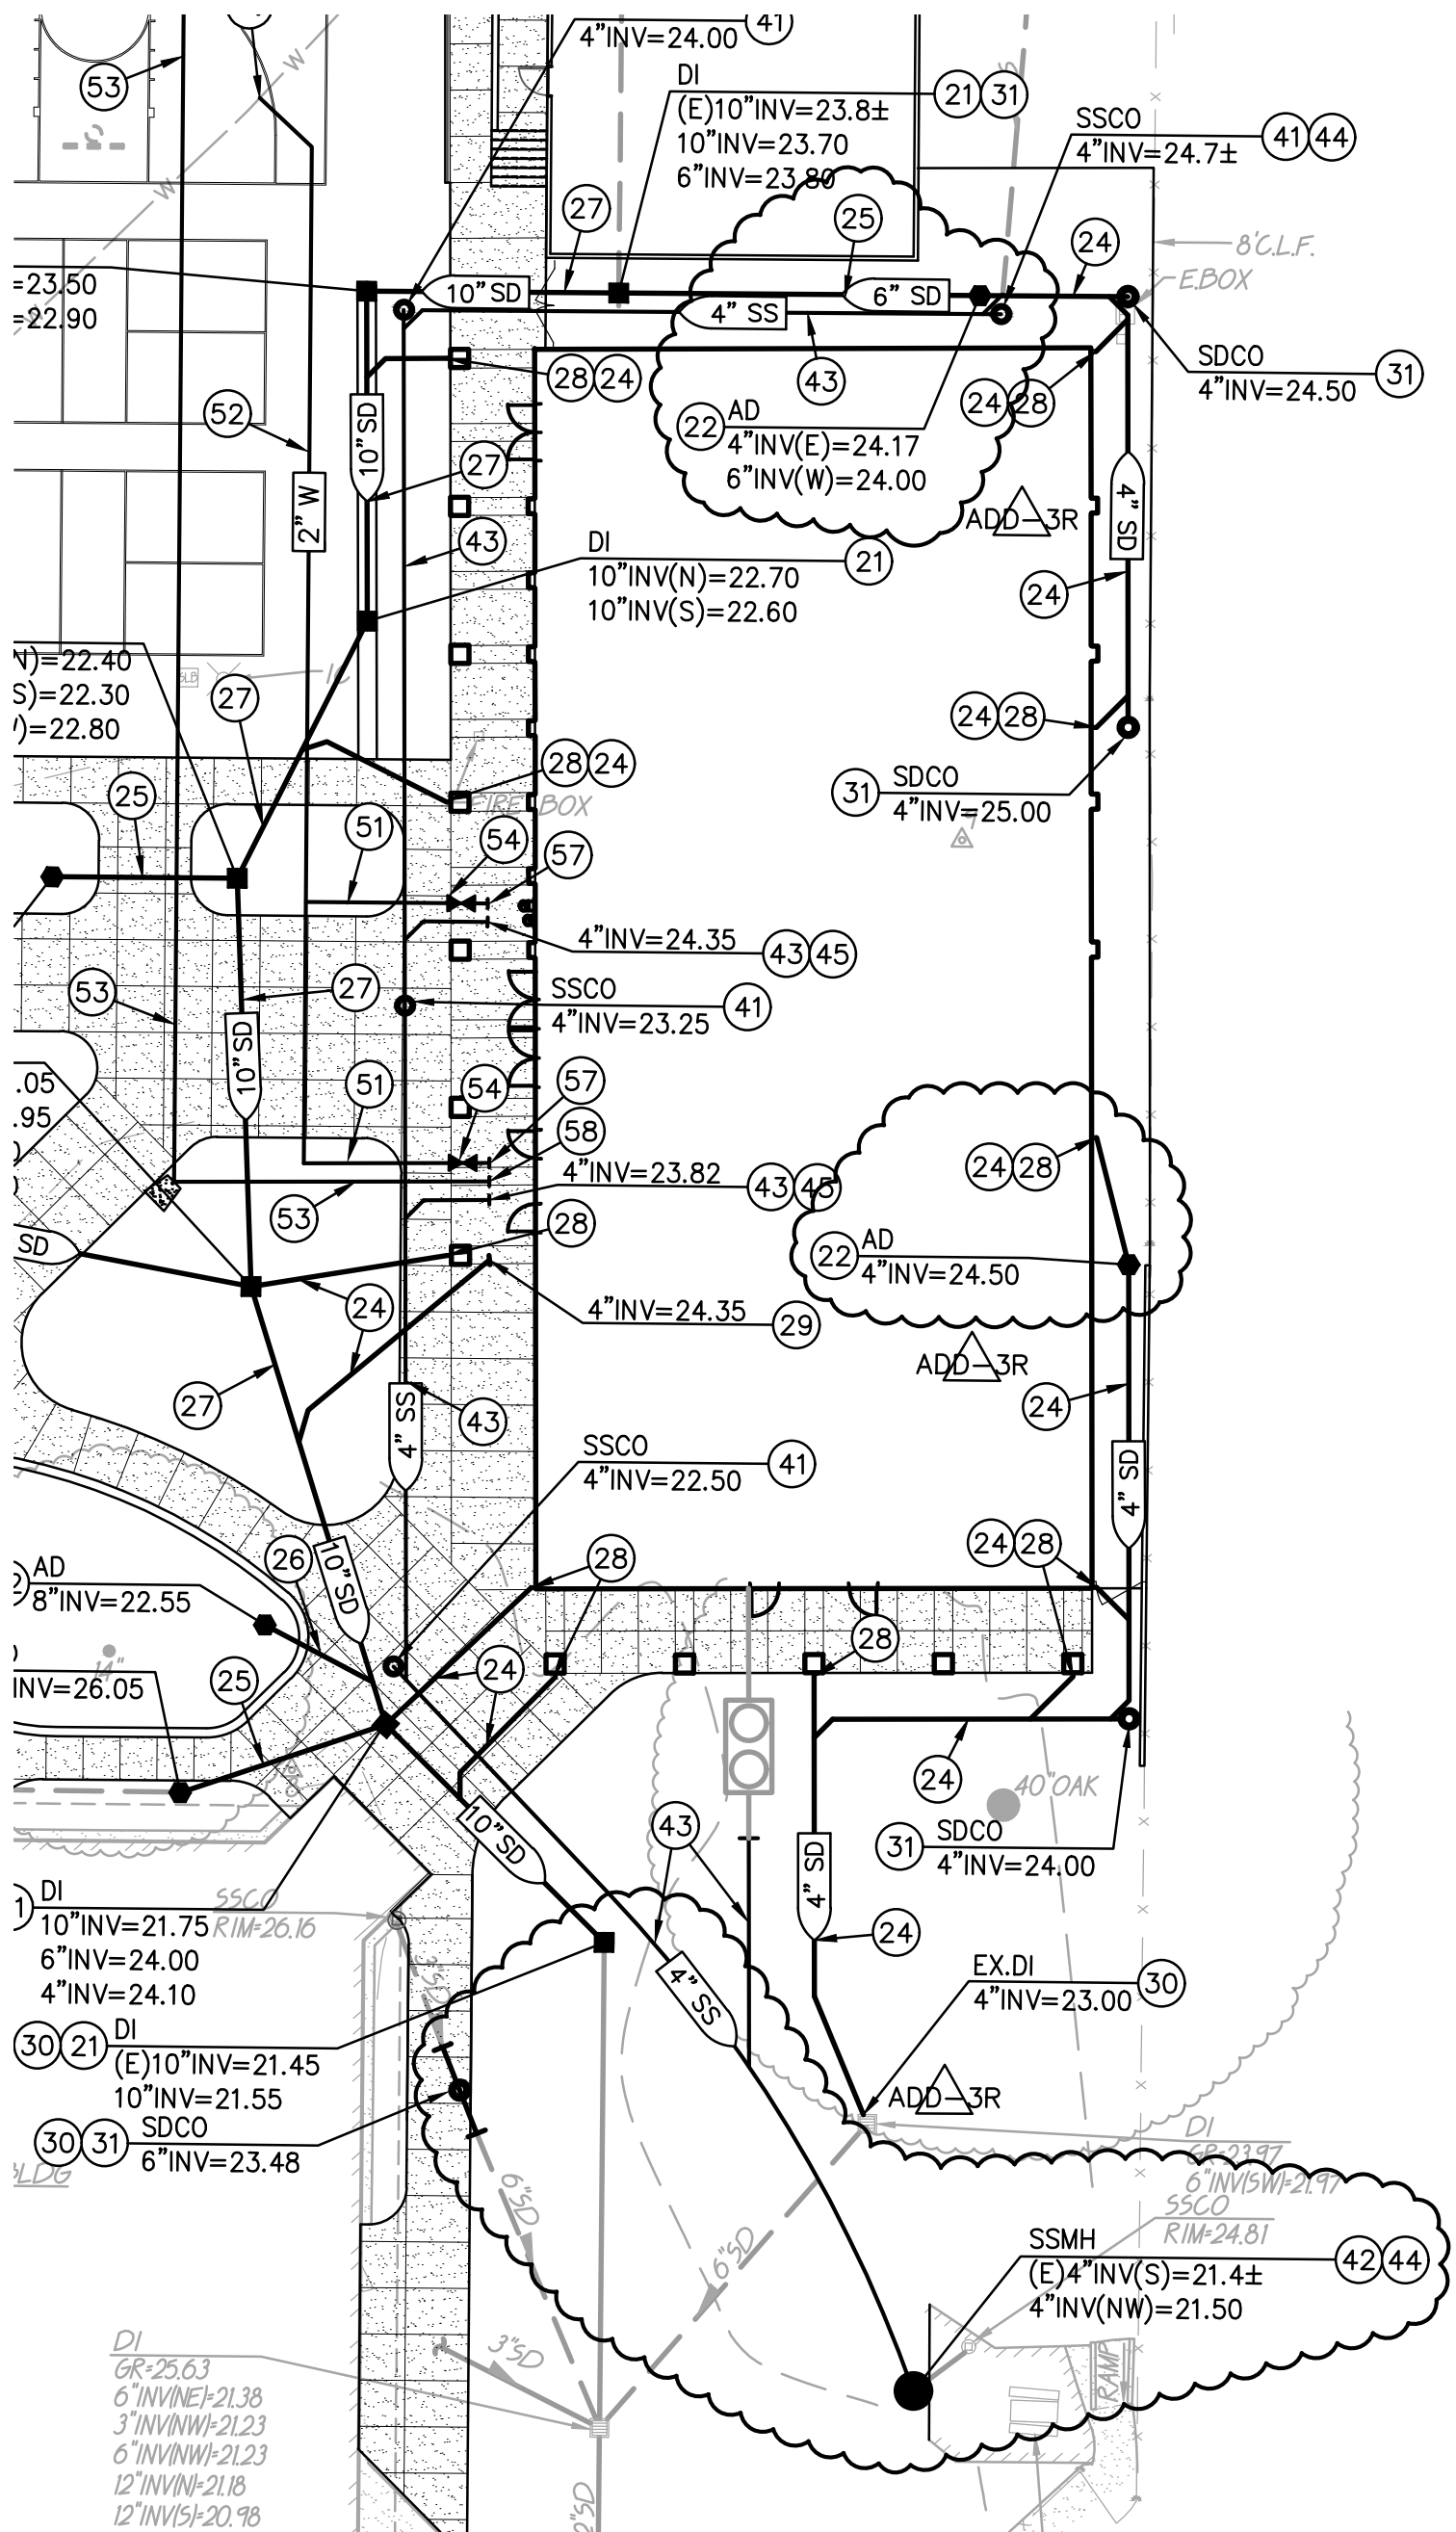 41
4"INV=24.00
53
W
DI
21
31
(E)10"INV=23.8±
10"INV=23.70
6"INV=23.80
SSCO
4"INV=24.7±
41
44
W
27
25
24
8'C.L.F.
E.BOX
=23.50
=22.90
10" SD
6" SD
4" SS
SDCO
4"INV=24.50
31
28
24
43
24
28
52
10" SD
22
AD
4"INV(E)=24.17
6"INV(W)=24.00
27
2" W
4" SD
ADD-3R
43
DI
10"INV(N)=22.70
10"INV(S)=22.60
21
24
N)=22.40
S)=22.30
)=22.80
27
24
28
28
24
25
FIRE BOX
31
SDCO
4"INV=25.00
51
54
57
4"INV=24.35
43
45
53
27
SSCO
4"INV=23.25
41
10" SD
.05
.95
51
54
57
58
24
28
4"INV=23.82
43
45
53
28
SD
22
AD
4"INV=24.50
24
4"INV=24.35
29
ADD-3R
27
4" SS
43
24
SSCO
4"INV=22.50
41
4" SD
24
28
26
10" SD
28
AD
8"INV=22.55
28
14"
INV=26.05
25
24
24
40"OAK
43
31
SDCO
4"INV=24.00
10" SD
4" SD
1
DI
10"INV=21.75
6"INV=24.00
4"INV=24.10
SSCO
RIM=26.16
24
3"SD
4" SS
EX.DI
4"INV=23.00
30
30
21
DI
(E)10"INV=21.45
10"INV=21.55
ADD-3R
30
31
SDCO
6"INV=23.48
BLDG
DI
GR=23.97
6"INV(SW)=21.97
6"SD
6"SD
SSCO
RIM=24.81
SSMH
(E)4"INV(S)=21.4±
4"INV(NW)=21.50
42
44
3"SD
RAMP
DI
GR=25.63
6"INV(NE)=21.38
3"INV(NW)=21.23
6"INV(NW)=21.23
12"INV(N)=21.18
12"INV(S)=20.98
2"SD